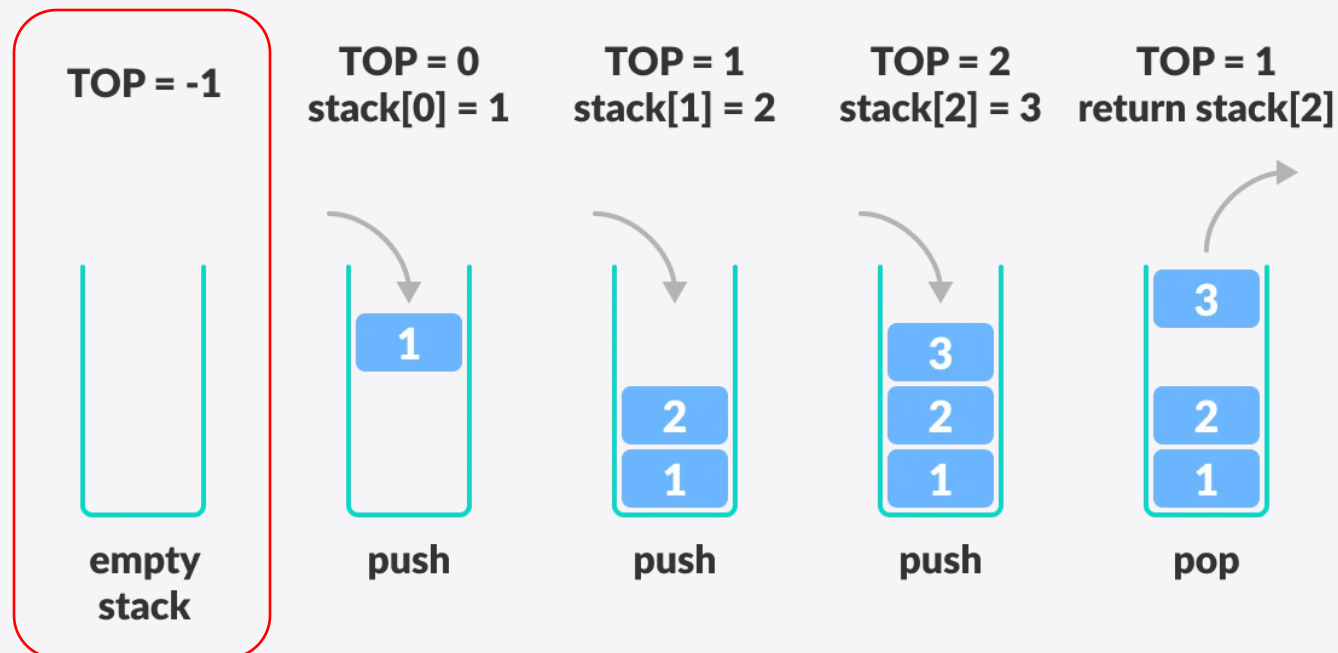 TOP = -1
empty
stack
TOP = 0
stack[0] = 1
1
push
TOP = 1
stack[1] = 2
2
1
push
TOP = 2
stack[2] = 3
3
2
1
push
TOP = 1
return stack[2]
3
2
1
pop